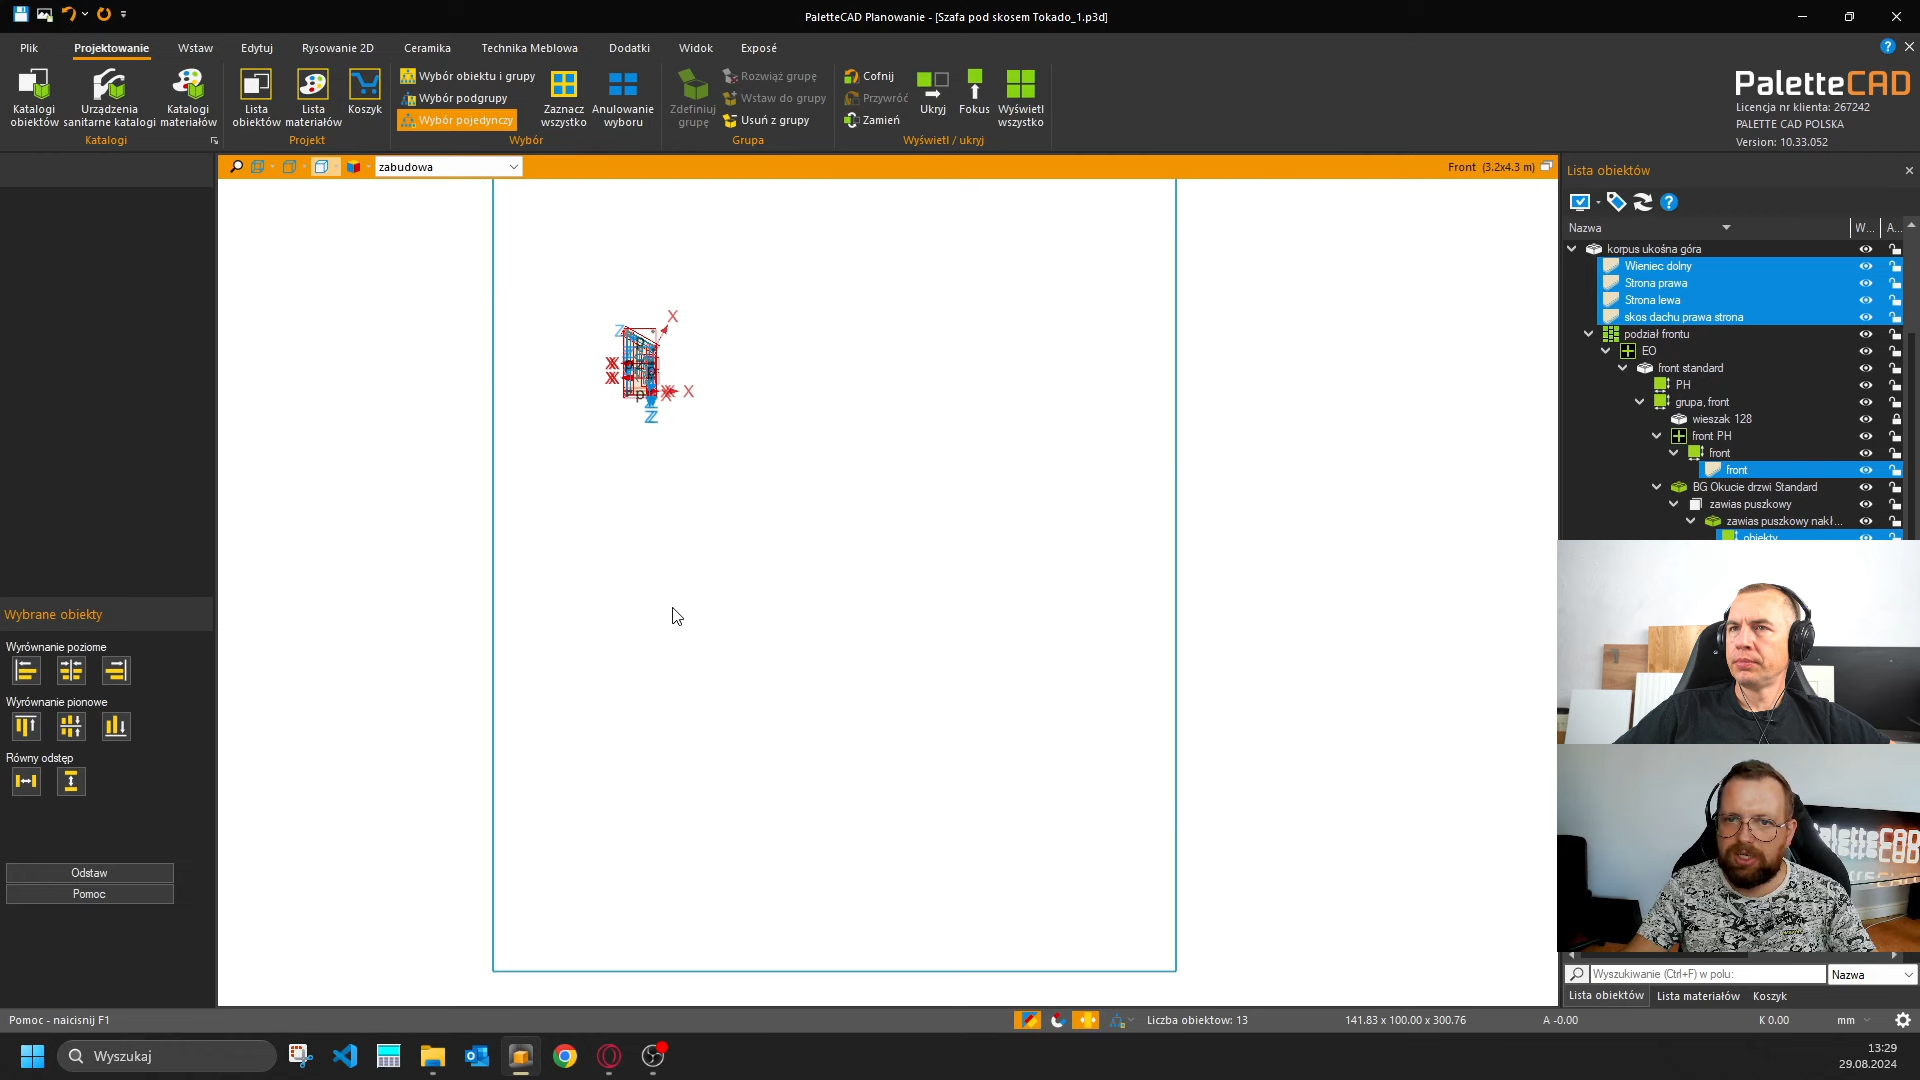 PaletteCAD Planowanie - [Szafa pod skosem Tokado_1.p3d]
Plik Projektowanie Wstaw Edytuj Rysowanie 2D Ceramika Technika Meblowa Dodatki Widok Exposé
Katalogi obiektów
Urządzenia sanitarne katalogi
Katalogi materiałów
Katalogi
Lista obiektów
Lista materiałów
Koszyk
Projekt
Wybór obiektu i grupy
Wybór podgrupy
Wybór pojedynczy
Zaznacz wszystko
Anulowanie wyboru
Wybór
Zdefiniuj grupę
Rozwiąż grupę
Wstaw do grupy
Usuń z grupy
Grupa
Cofnij
Przywróć
Zamień
Ukryj
Fokus
Wyświetl wszystko
Wyświetl / ukryj
PaletteCAD
Licencja nr klienta: 267242
PALETTE CAD POLSKA
Version: 10.33.052
zabudowa
Front (3.2x4.3 m)
X
Z
X
X
X
Z
Lista obiektów
Nazwa W... A...
korpus ukośna góra
Wieniec dolny
Strona prawa
Strona lewa
skos dachu prawa strona
podział frontu
EO
front standard
PH
grupa, front
wieszak 128
front PH
front
front
BG Okucie drzwi Standard
zawias puszkowy
zawias puszkowy nakł...
obiekty
Wybrane obiekty
Wyrównanie poziome
Wyrównanie pionowe
Równy odstęp
Odstaw
Pomoc
PaletteCAD
Wyszukiwanie (Ctrl+F) w polu:
Nazwa
Lista obiektów Lista materiałów Koszyk
Pomoc - naicisnij F1
Liczba obiektow: 13
141.83 x 100.00 x 300.76
A -0.00
K 0.00
mm
Wyszukaj
13:29
29.08.2024